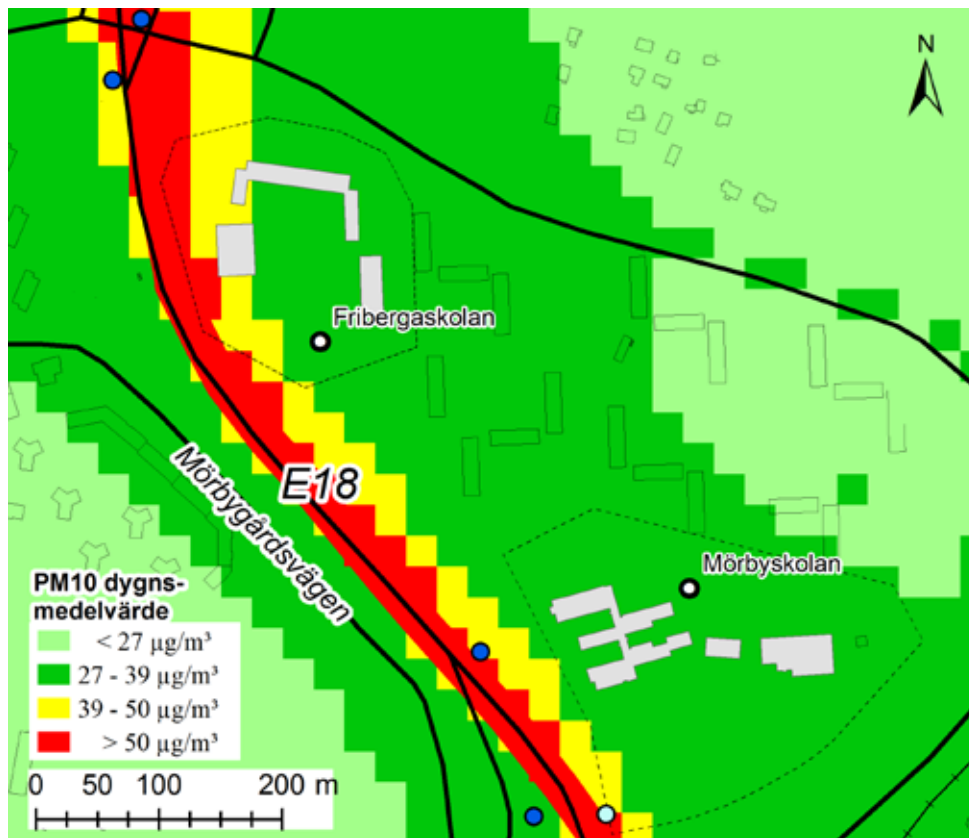 N
Fribergaskolan
E18
Mörbygårdsvägen
Mörbyskolan
PM10 dygns-
medelvärde
< 27 µg/m³
27 - 39 µg/m³
39 - 50 µg/m³
> 50 µg/m³
0 50 100 200 m